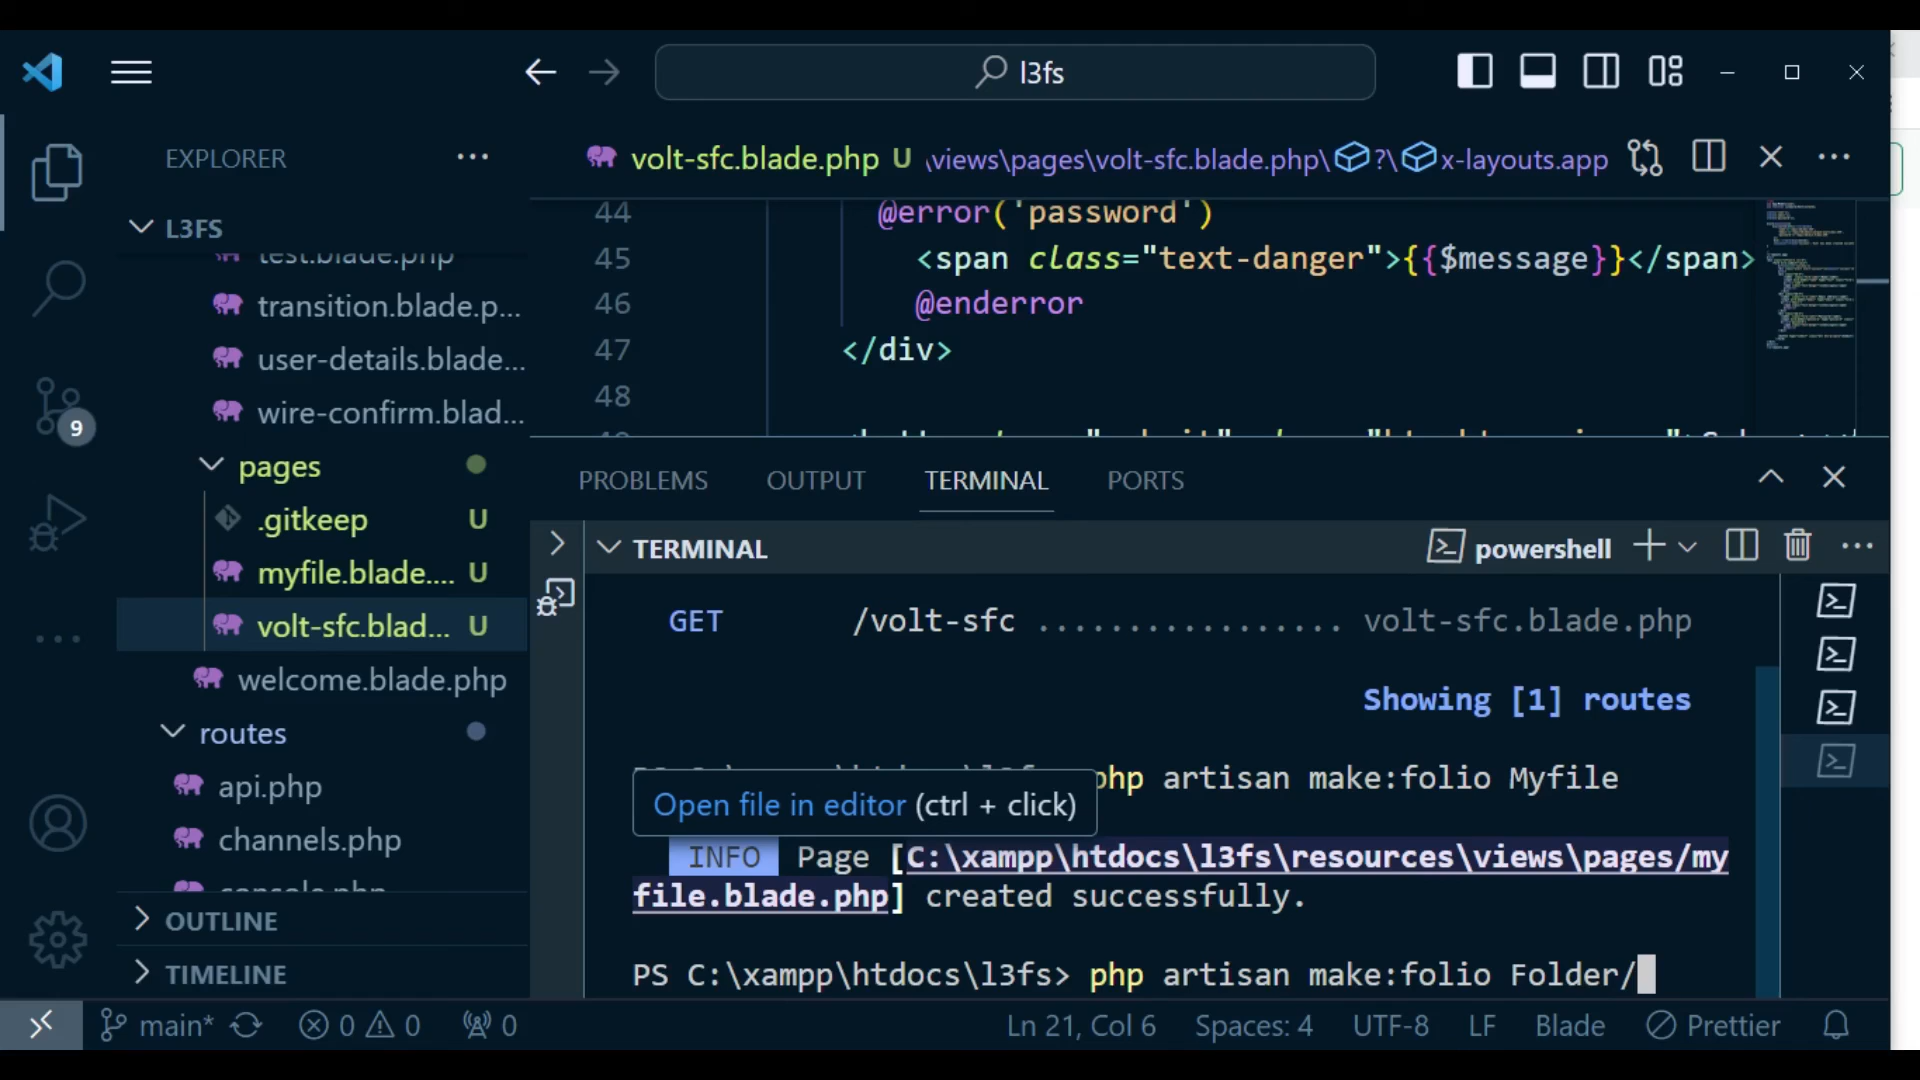 l3fs
EXPLORER
L3FS
test.blade.php
transition.blade.p...
user-details.blade...
wire-confirm.blad...
9
pages
.gitkeep U
myfile.blade.... U
volt-sfc.blad... U
welcome.blade.php
routes
api.php
channels.php
console.php
OUTLINE
TIMELINE
volt-sfc.blade.php U \views\pages\volt-sfc.blade.php\ ?\ x-layouts.app
44 @error('password')
45 <span class="text-danger">{{$message}}</span>
46 @enderror
47 </div>
48
PROBLEMS OUTPUT TERMINAL PORTS
TERMINAL
powershell
GET /volt-sfc ................. volt-sfc.blade.php
Showing [1] routes
php artisan make:folio Myfile
Open file in editor (ctrl + click)
INFO Page [C:\xampp\htdocs\l3fs\resources\views\pages/my
file.blade.php] created successfully.
PS C:\xampp\htdocs\l3fs> php artisan make:folio Folder/
main* 0 0 0
Ln 21, Col 6 Spaces: 4 UTF-8 LF Blade Prettier